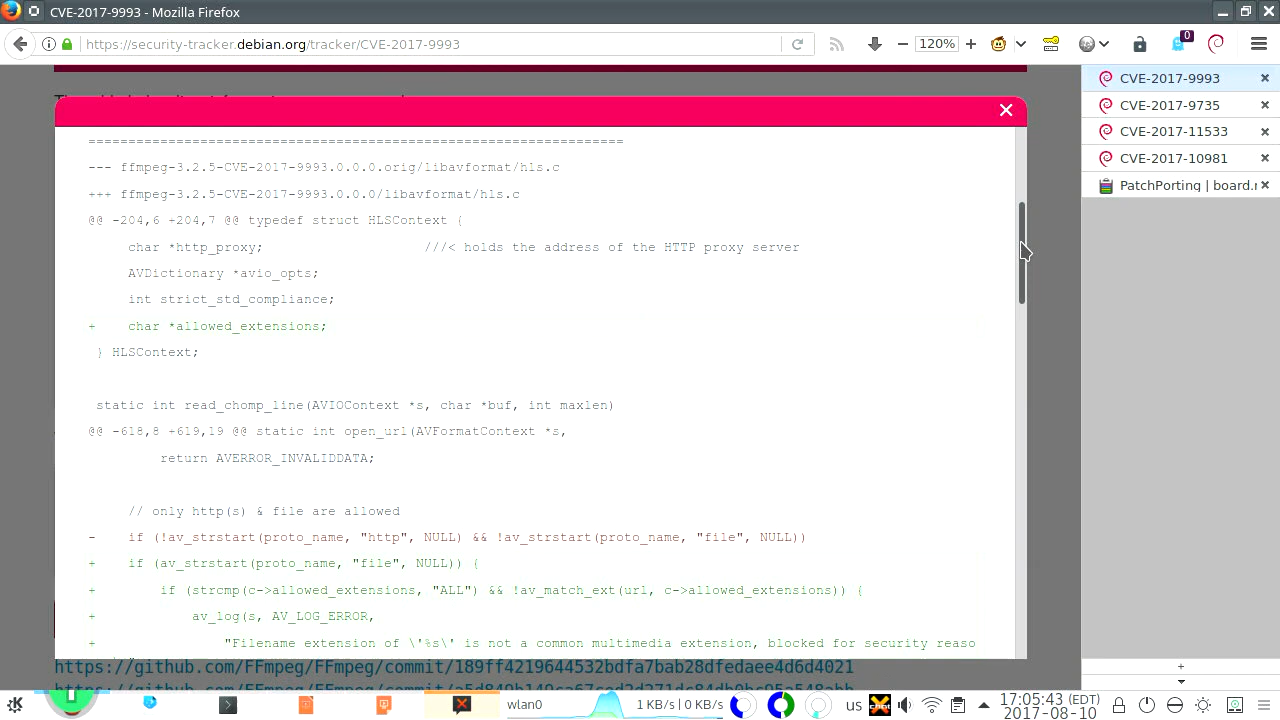 CVE-2017-9993 - Mozilla Firefox
https://security-tracker.debian.org/tracker/CVE-2017-9993
120%
0
CVE-2017-9993
CVE-2017-9735
CVE-2017-11533
CVE-2017-10981
PatchPorting | board.r
===================================================================
--- ffmpeg-3.2.5-CVE-2017-9993.0.0.0.orig/libavformat/hls.c
+++ ffmpeg-3.2.5-CVE-2017-9993.0.0.0/libavformat/hls.c
@@ -204,6 +204,7 @@ typedef struct HLSContext {
char *http_proxy; ///< holds the address of the HTTP proxy server
AVDictionary *avio_opts;
int strict_std_compliance;
+ char *allowed_extensions;
} HLSContext;
static int read_chomp_line(AVIOContext *s, char *buf, int maxlen)
@@ -618,8 +619,19 @@ static int open_url(AVFormatContext *s,
return AVERROR_INVALIDDATA;
// only http(s) & file are allowed
- if (!av_strstart(proto_name, "http", NULL) && !av_strstart(proto_name, "file", NULL))
+ if (av_strstart(proto_name, "file", NULL)) {
+ if (strcmp(c->allowed_extensions, "ALL") && !av_match_ext(url, c->allowed_extensions)) {
+ av_log(s, AV_LOG_ERROR,
+ "Filename extension of \'%s\' is not a common multimedia extension, blocked for security reaso
https://github.com/FFmpeg/FFmpeg/commit/189ff4219644532bdfa7bab28dfedaee4d6d4021
wlan0
1 KB/s | 0 KB/s
us
17:05:43 (EDT)
2017-08-10